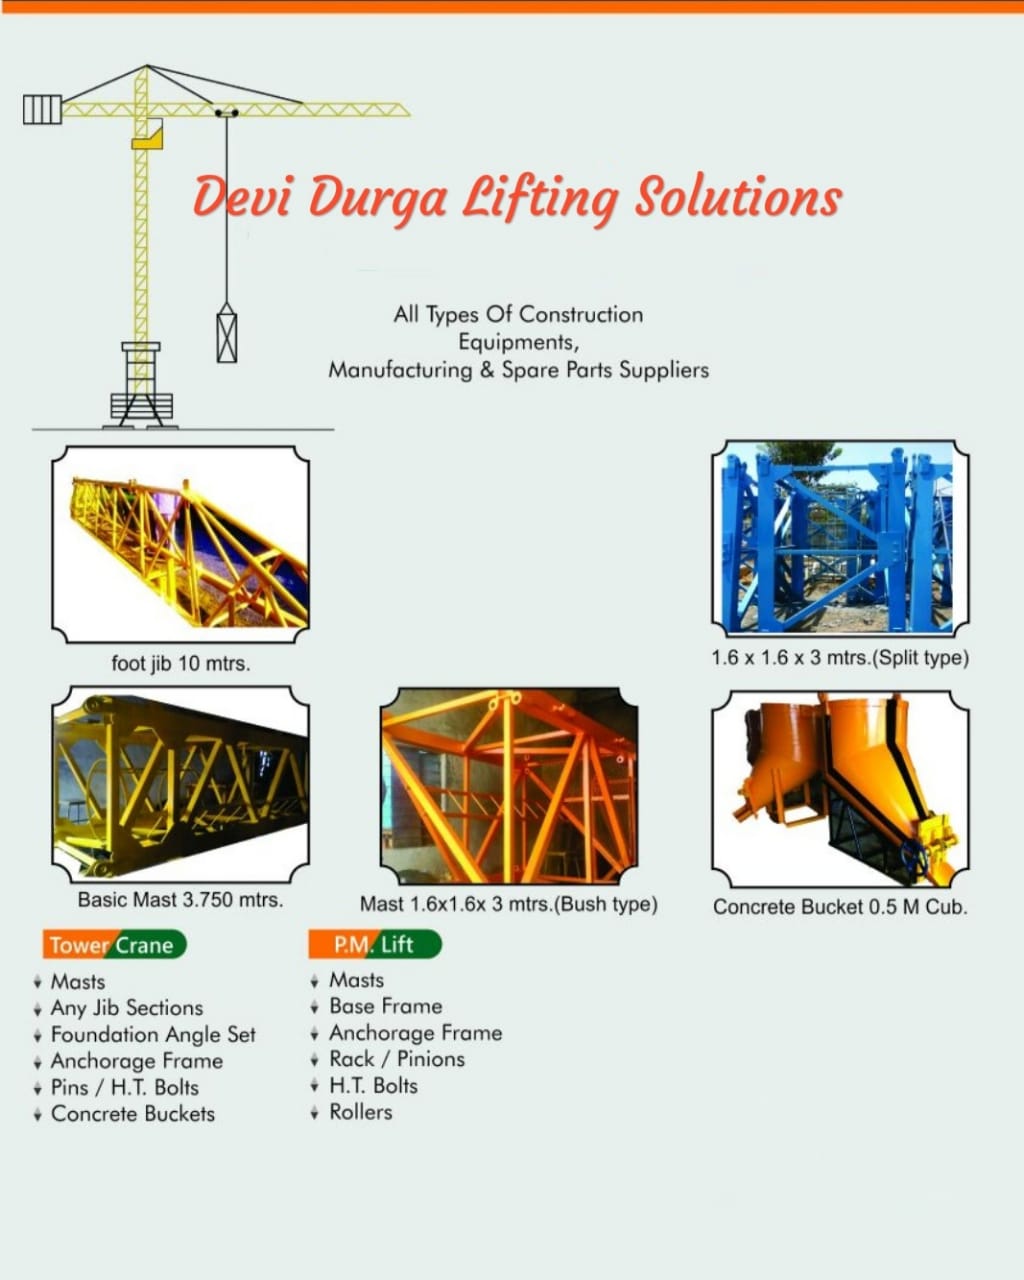 Devi Durga Lifting Solutions
All Types Of Construction
Equipments,
Manufacturing & Spare Parts Suppliers
foot jib 10 mtrs.
1.6 x 1.6 x 3 mtrs.(Split type)
Basic Mast 3.750 mtrs.
Mast 1.6x1.6x 3 mtrs.(Bush type)
Concrete Bucket 0.5 M Cub.
Tower Crane
Masts
Any Jib Sections
Foundation Angle Set
Anchorage Frame
Pins / H.T. Bolts
Concrete Buckets
P.M. Lift
Masts
Base Frame
Anchorage Frame
Rack / Pinions
H.T. Bolts
Rollers